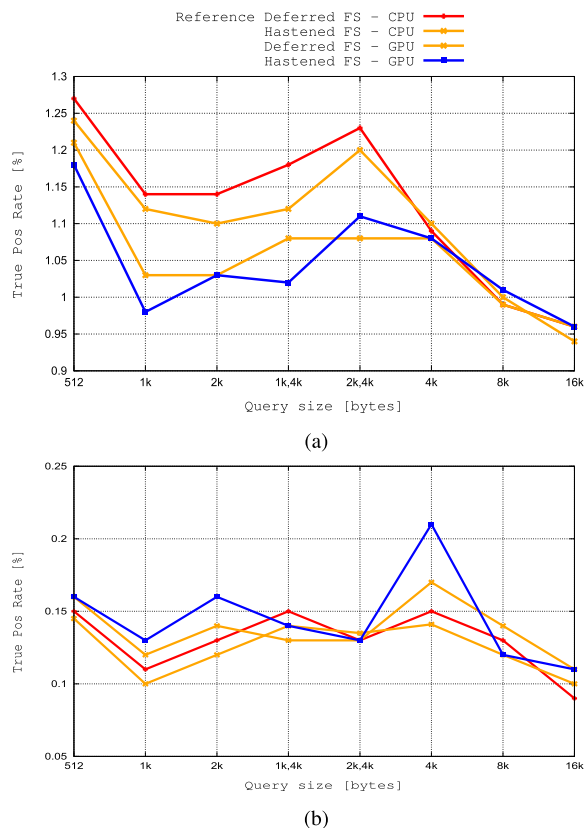 Reference Deferred FS - CPU
Hastened FS - CPU
Deferred FS - GPU
Hastened FS - GPU
1.3
1.25
1.2
1.15
1.1
1.05
1
0.95
0.9
True Pos Rate [%]
512 1k 2k 1k,4k 2k,4k 4k 8k 16k
Query size [bytes]
(a)
0.25
0.2
0.15
0.1
0.05
True Pos Rate [%]
512 1k 2k 1k,4k 2k,4k 4k 8k 16k
Query size [bytes]
(b)